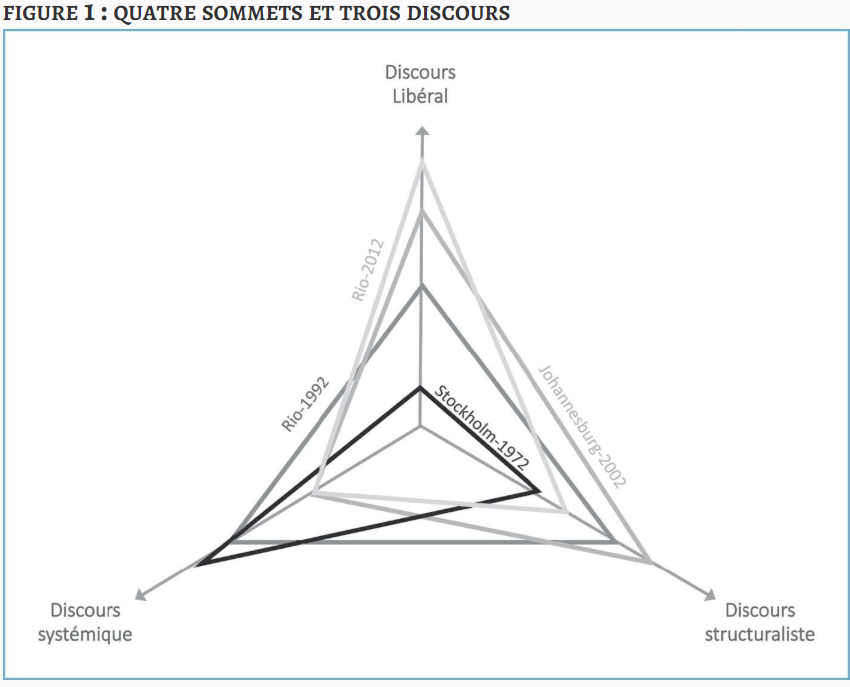 FIGURE 1 : QUATRE SOMMETS ET TROIS DISCOURS
Discours
Libéral
Rio-2012
Rio-1992
Stockholm-1972
Johannesburg-2002
Discours
systémique
Discours
structuraliste